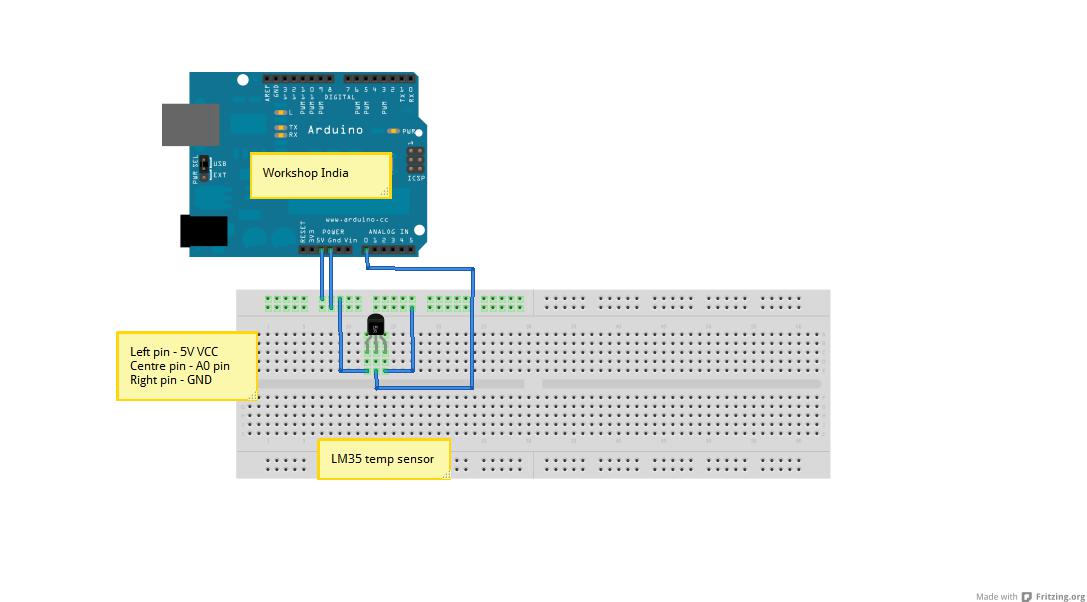 AREF
GND
13
12
11
10
9
8
7
6
5
4
3
2
1
0
DIGITAL
PWM
PWM
PWM
PWM
PWM
PWM
TX
RX
L
TX
RX
Arduino
PWR
PWR SEL
USB
EXT
1
ICSP
Workshop India
www.arduino.cc
RESET
3V3
POWER
ANALOG IN
5V Gnd Vin
0 1 2 3 4 5
Left pin - 5V VCC
Centre pin - A0 pin
Right pin - GND
LM35 temp sensor
Made with Fritzing.org